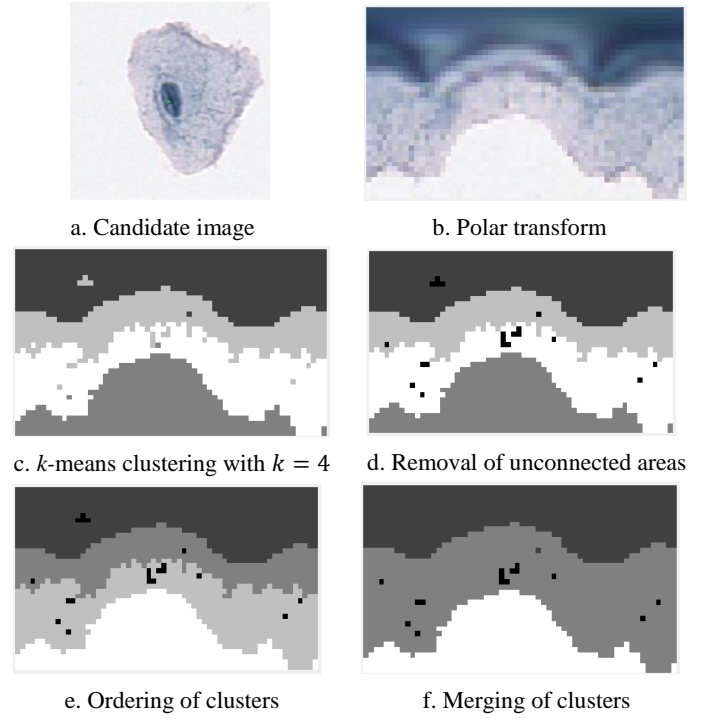 a. Candidate image
b. Polar transform
c. k-means clustering with k = 4
d. Removal of unconnected areas
e. Ordering of clusters
f. Merging of clusters